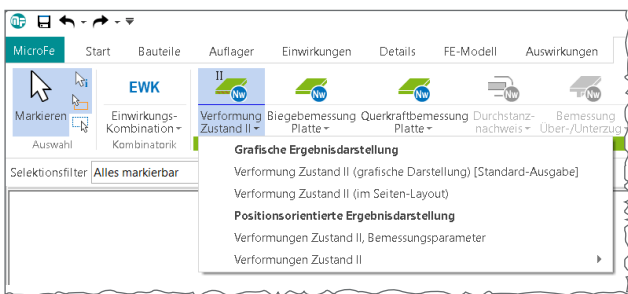 MicroFe Start Bauteile Auflager Einwirkungen Details FE-Modell Auswirkungen
II
EWK Nw Nw Nw Nw Nw
Markieren Einwirkungs- Verformung Biegebemessung Querkraftbemessung Durchstanz- Bemessung
Kombination Zustand II Platte Platte nachweis Über-/Unterzug
Auswahl Kombinatorik
Selektionsfilter Alles markierbar
Grafische Ergebnisdarstellung
Verformung Zustand II (grafische Darstellung) [Standard-Ausgabe]
Verformung Zustand II (im Seiten-Layout)
Positionsorientierte Ergebnisdarstellung
Verformungen Zustand II, Bemessungsparameter
Verformungen Zustand II